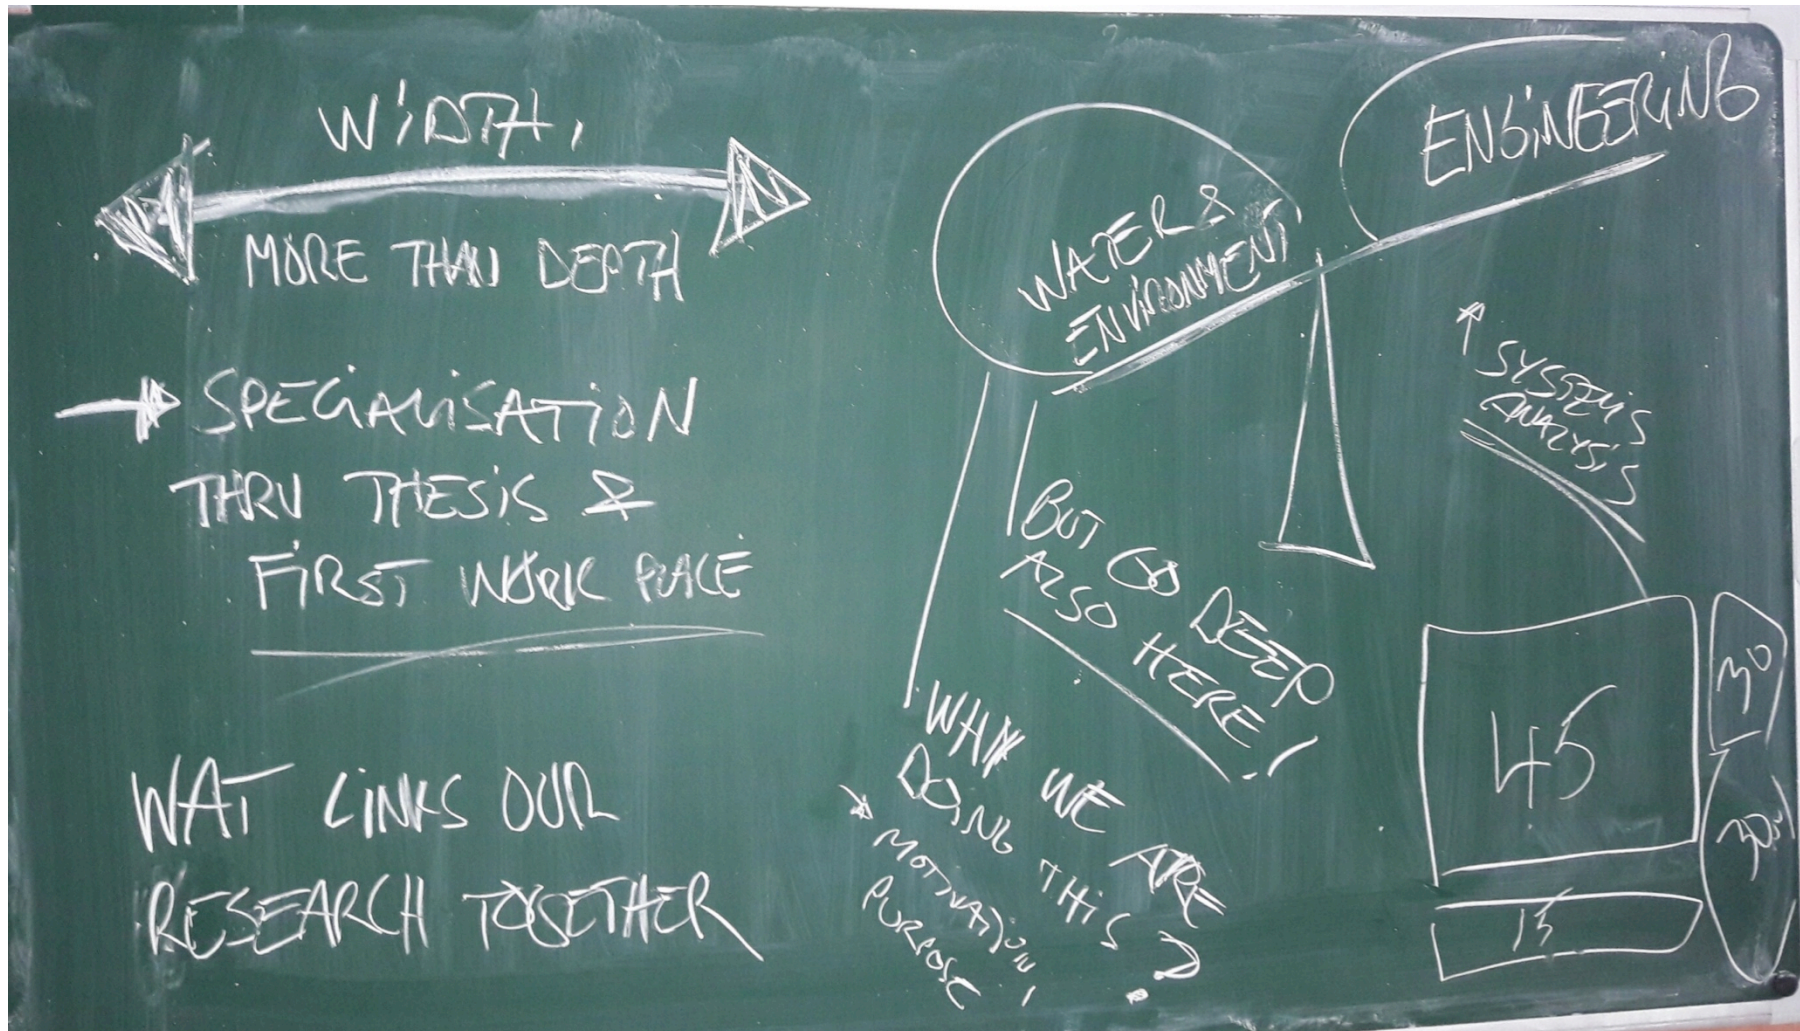 WIDTH,
MORE THAN DEPTH
→ SPECIALISATION
THRU THESIS &
FIRST WORK PLACE
WAT LINKS OUR
RESEARCH TOGETHER
WATER &
ENVIRONMENT
ENGINEERING
↑ SYSTEMS
ANALYSIS
BUT GO DEEP
ALSO HERE!
WHY WE ARE
DOING THIS?
→ MOTIVATION,
PURPOSE
45
15
30
30